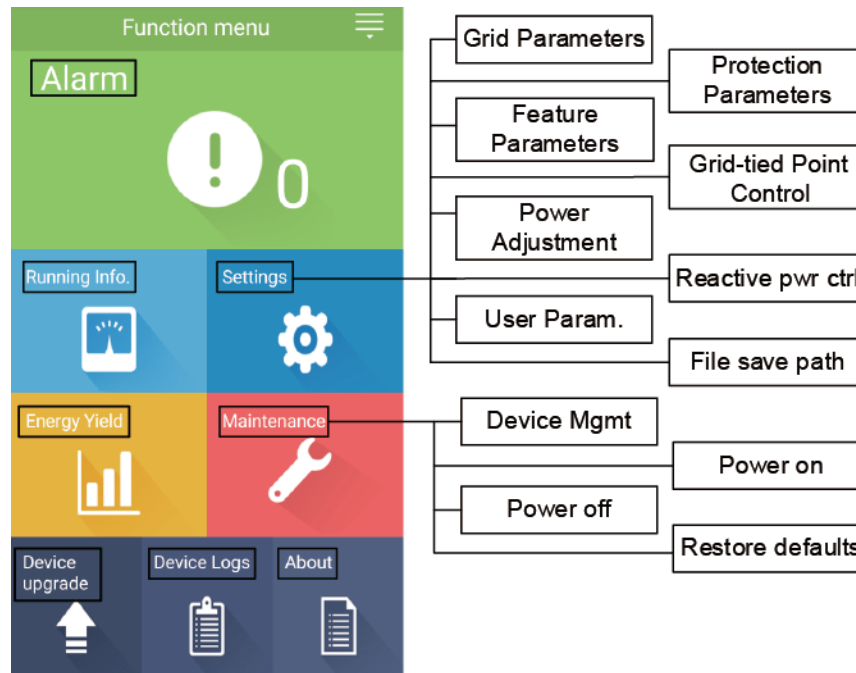 Function menu
Alarm
0
Running Info.
Settings
Energy Yield
Maintenance
Device
upgrade
Device Logs
About
Grid Parameters
Protection
Parameters
Feature
Parameters
Grid-tied Point
Control
Power
Adjustment
Reactive pwr ctrl
User Param.
File save path
Device Mgmt
Power on
Power off
Restore defaults